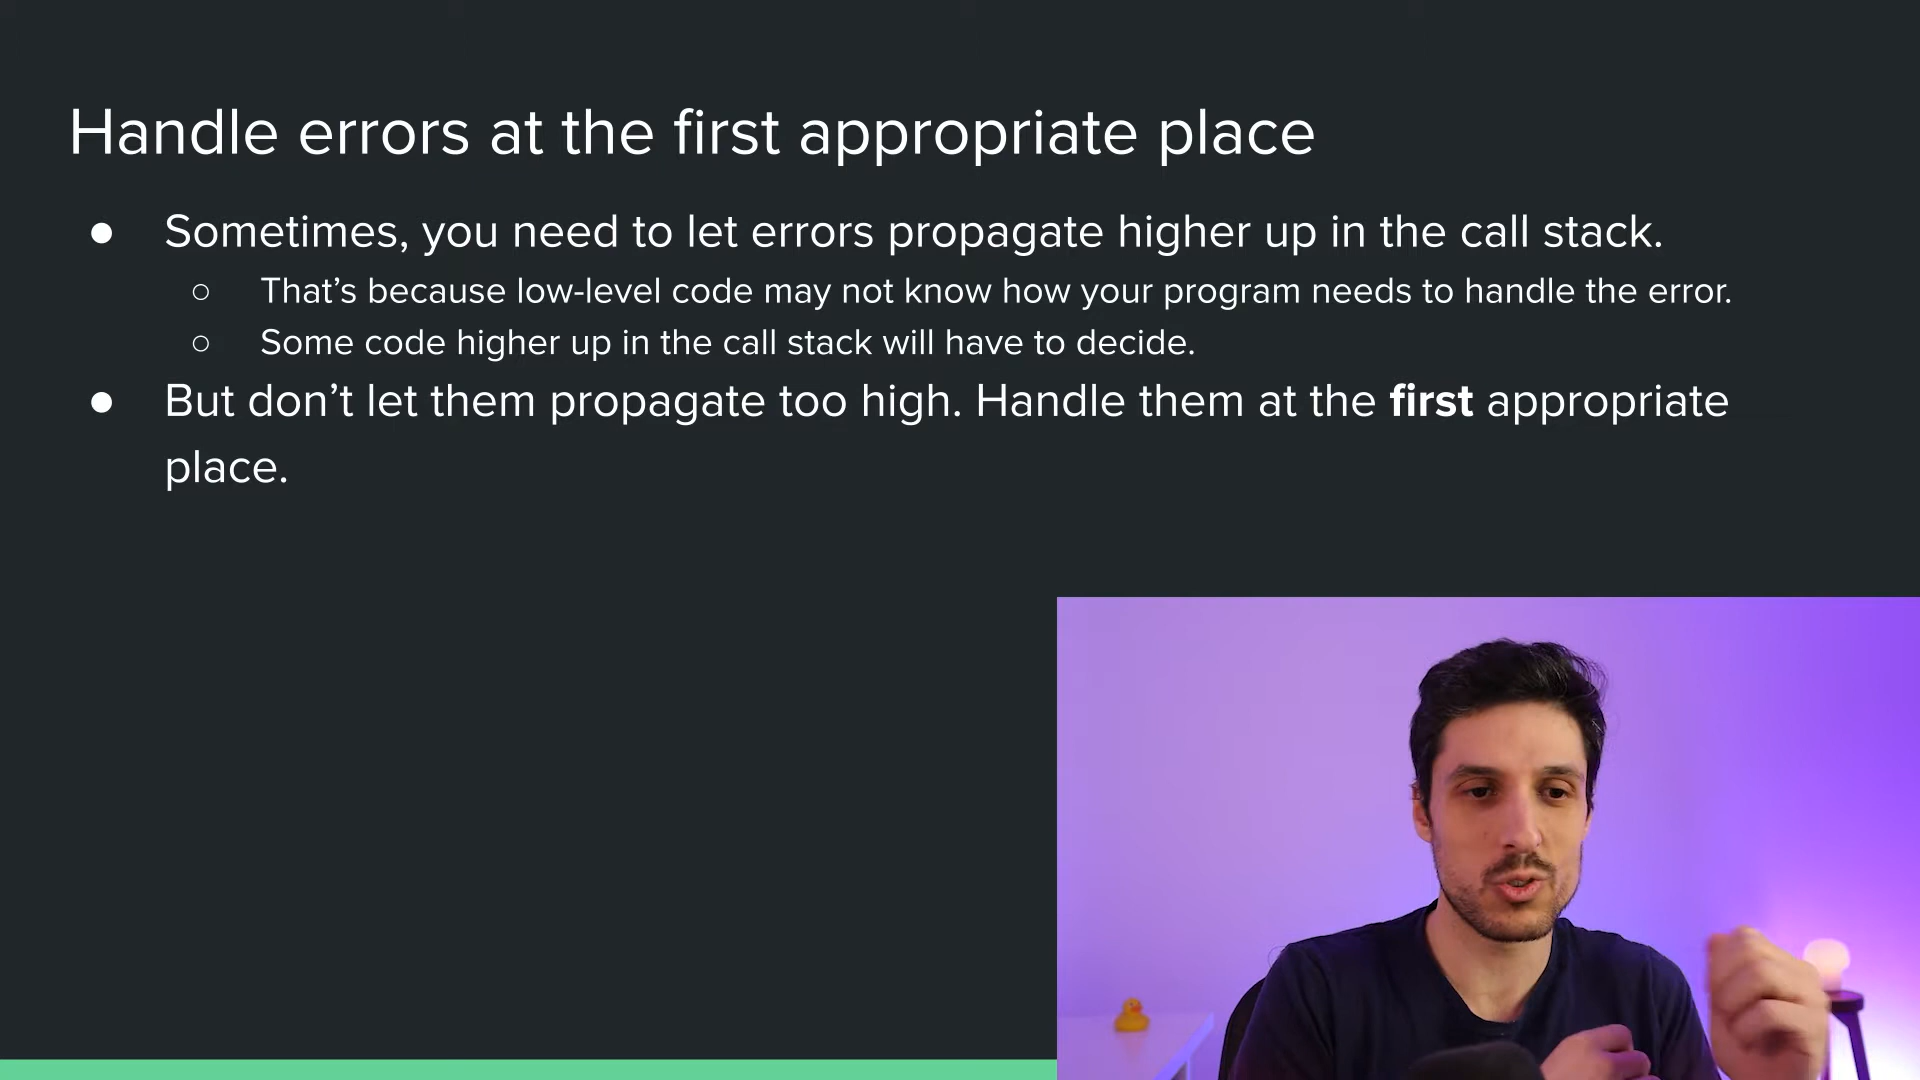 Handle errors at the first appropriate place
● Sometimes, you need to let errors propagate higher up in the call stack.
○ That’s because low-level code may not know how your program needs to handle the error.
○ Some code higher up in the call stack will have to decide.
● But don’t let them propagate too high. Handle them at the first appropriate
place.